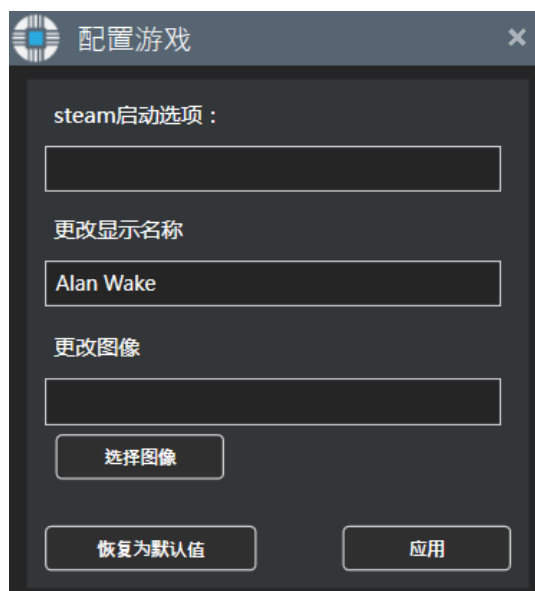 配置游戏
steam启动选项：
更改显示名称
Alan Wake
更改图像
选择图像
恢复为默认值
应用